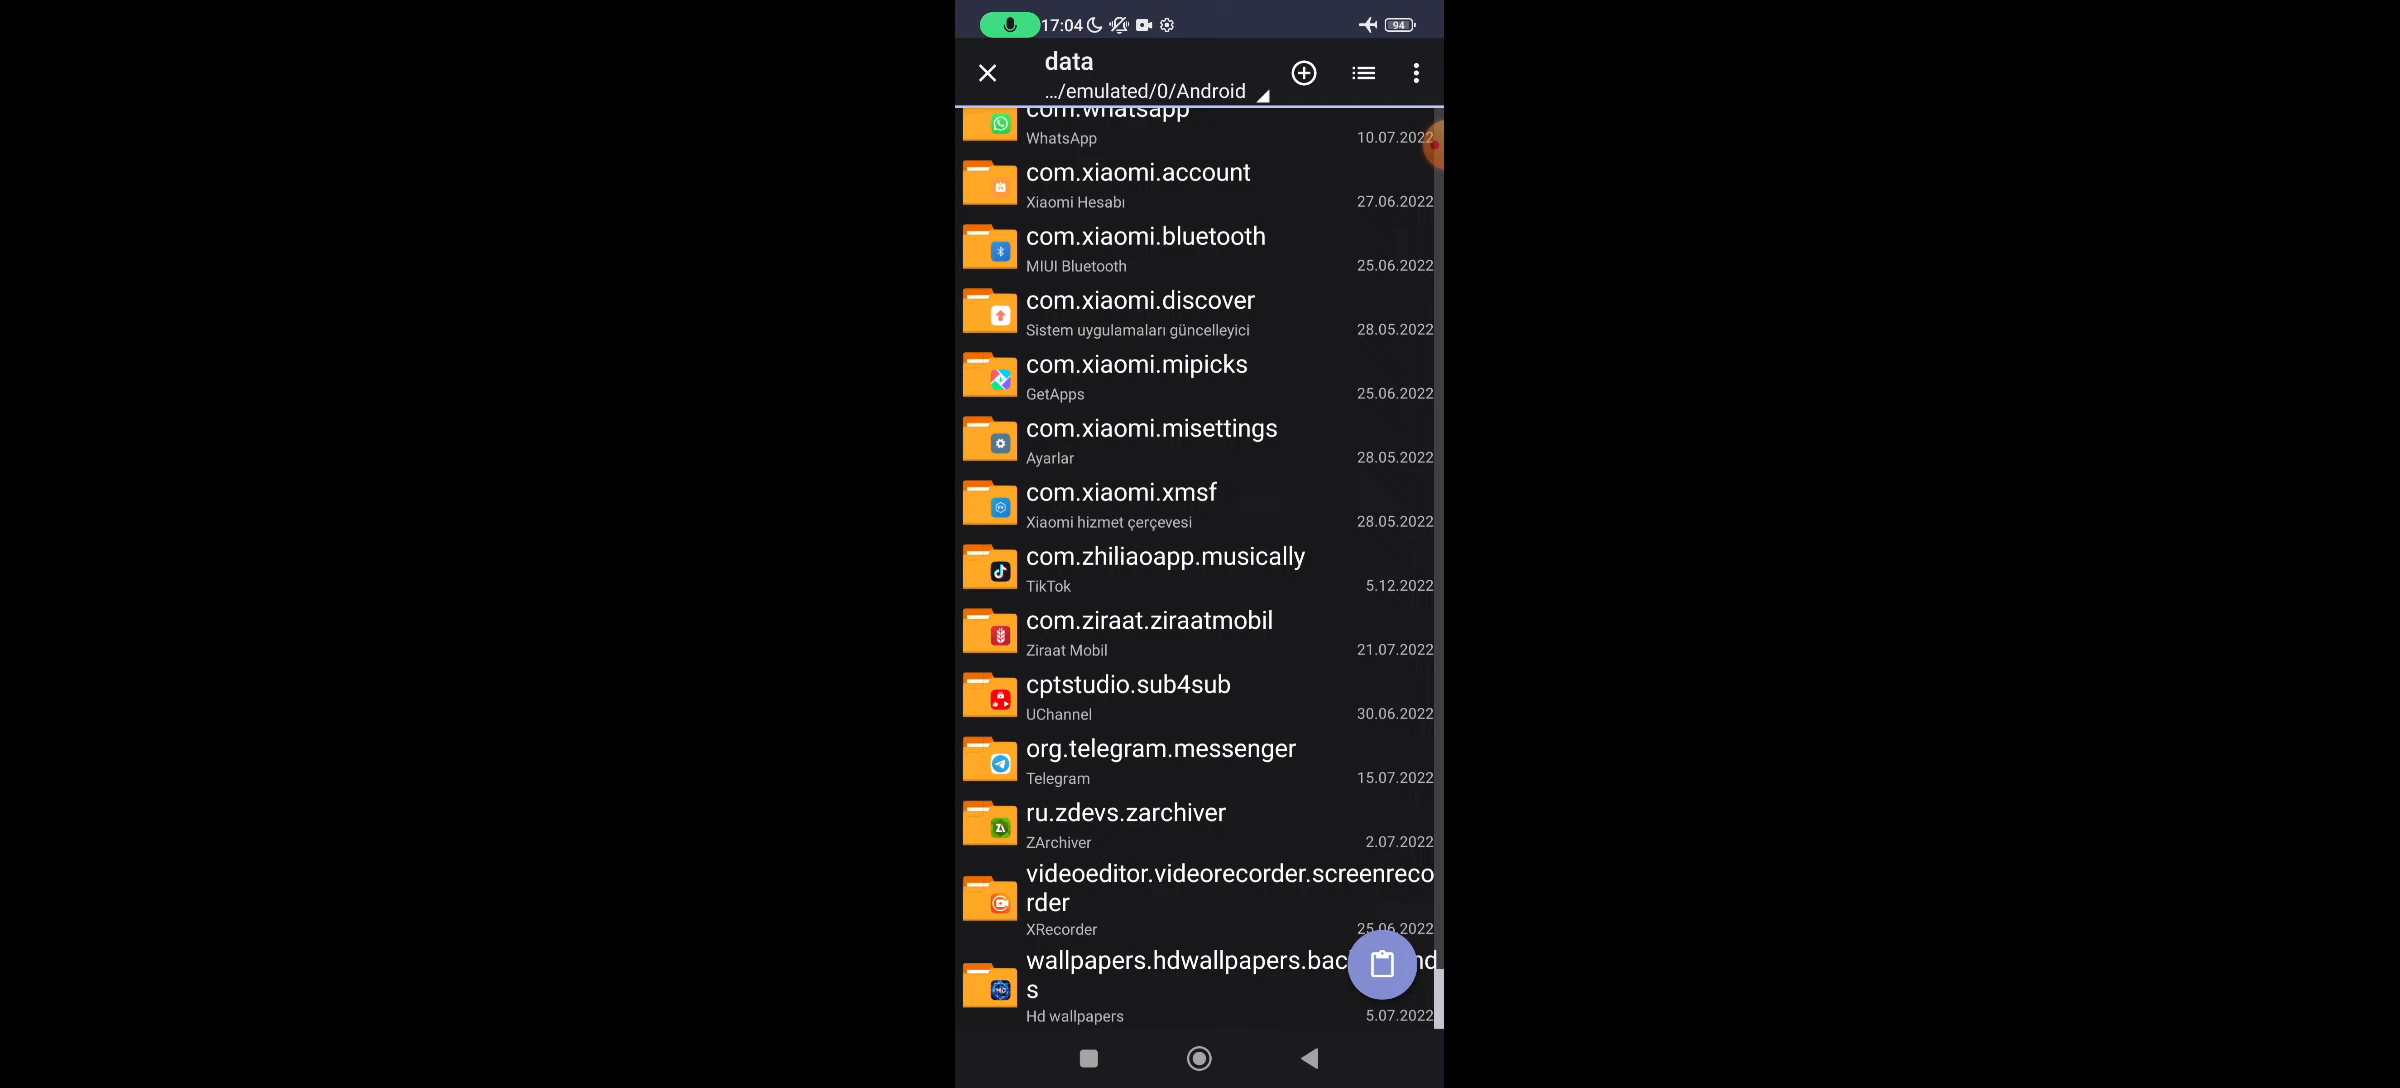 17:04
94
data
.../emulated/0/Android
com.whatsapp
WhatsApp 10.07.2022
com.xiaomi.account
Xiaomi Hesabı 27.06.2022
com.xiaomi.bluetooth
MIUI Bluetooth 25.06.2022
com.xiaomi.discover
Sistem uygulamaları güncelleyici 28.05.2022
com.xiaomi.mipicks
GetApps 25.06.2022
com.xiaomi.misettings
Ayarlar 28.05.2022
com.xiaomi.xmsf
Xiaomi hizmet çerçevesi 28.05.2022
com.zhiliaoapp.musically
TikTok 5.12.2022
com.ziraat.ziraatmobil
Ziraat Mobil 21.07.2022
cptstudio.sub4sub
UChannel 30.06.2022
org.telegram.messenger
Telegram 15.07.2022
ru.zdevs.zarchiver
ZArchiver 2.07.2022
videoeditor.videorecorder.screenreco
rder
XRecorder 25.06.2022
wallpapers.hdwallpapers.bac nd
s
Hd wallpapers 5.07.2022